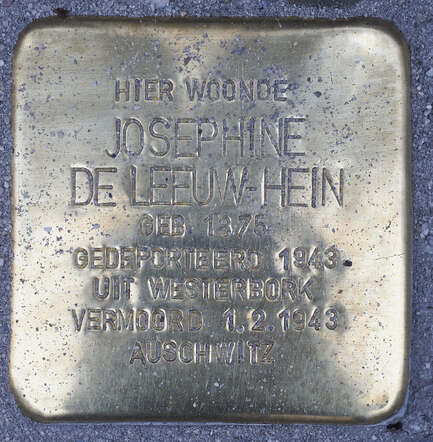 HIER WOONDE
JOSEPHINE
DE LEEUW-HEIN
GEB. 1875
GEDEPORTEERD 1943
UIT WESTERBORK
VERMOORD 1.2.1943
AUSCHWITZ